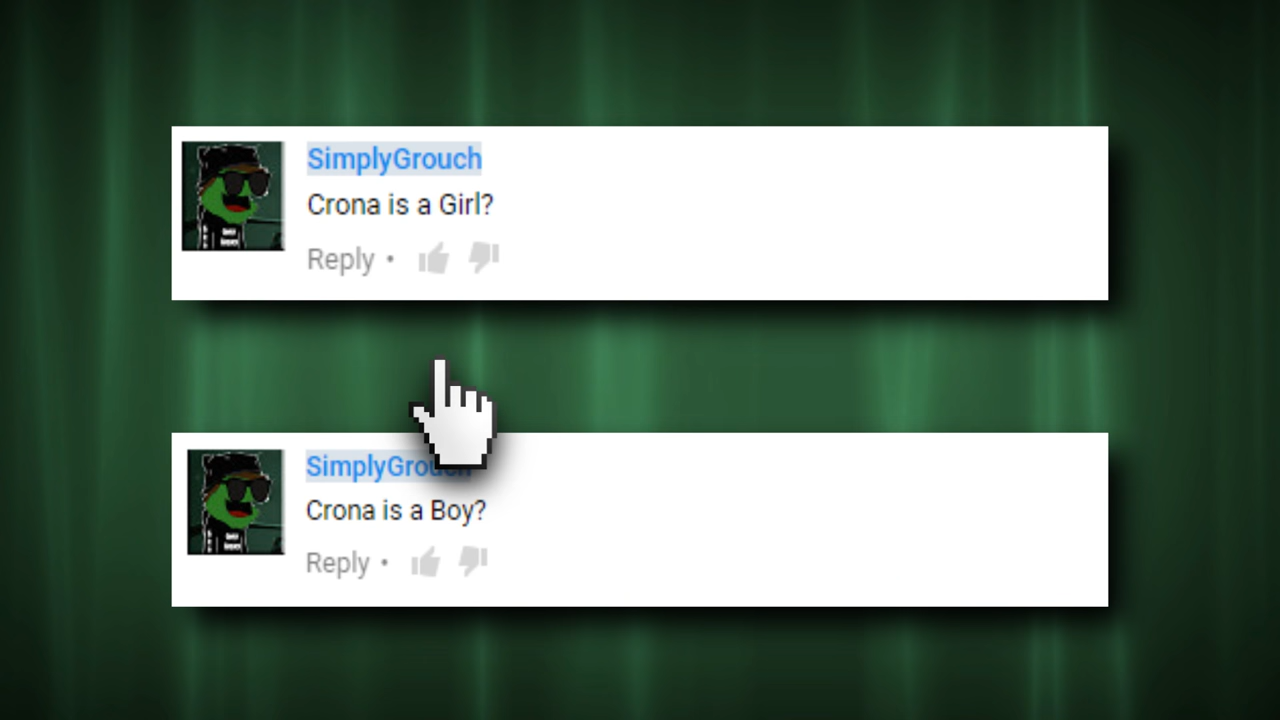 SimplyGrouch
Crona is a Girl?
Reply •
SimplyGrouch
Crona is a Boy?
Reply •